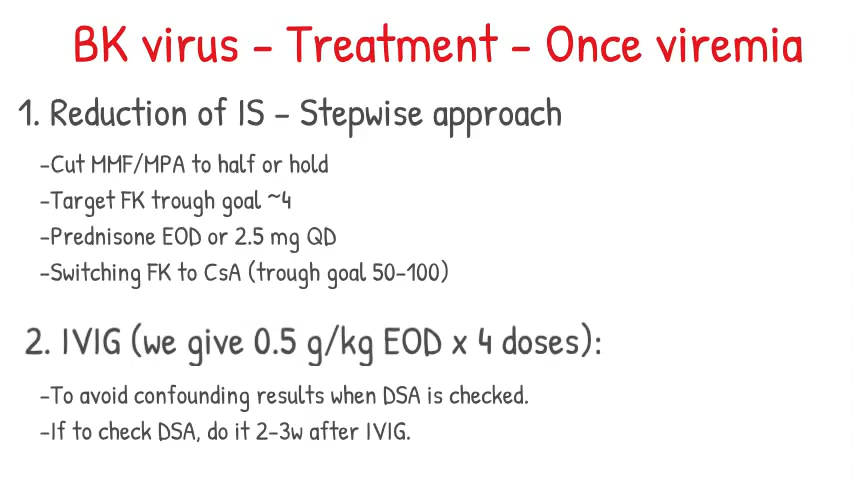 BK virus - Treatment - Once viremia
1. Reduction of IS - Stepwise approach
-Cut MMF/MPA to half or hold
-Target FK trough goal ~4
-Prednisone EOD or 2.5 mg QD
-Switching FK to CsA (trough goal 50-100)
2. IVIG (we give 0.5 g/kg EOD x 4 doses):
-To avoid confounding results when DSA is checked.
-If to check DSA, do it 2-3w after IVIG.